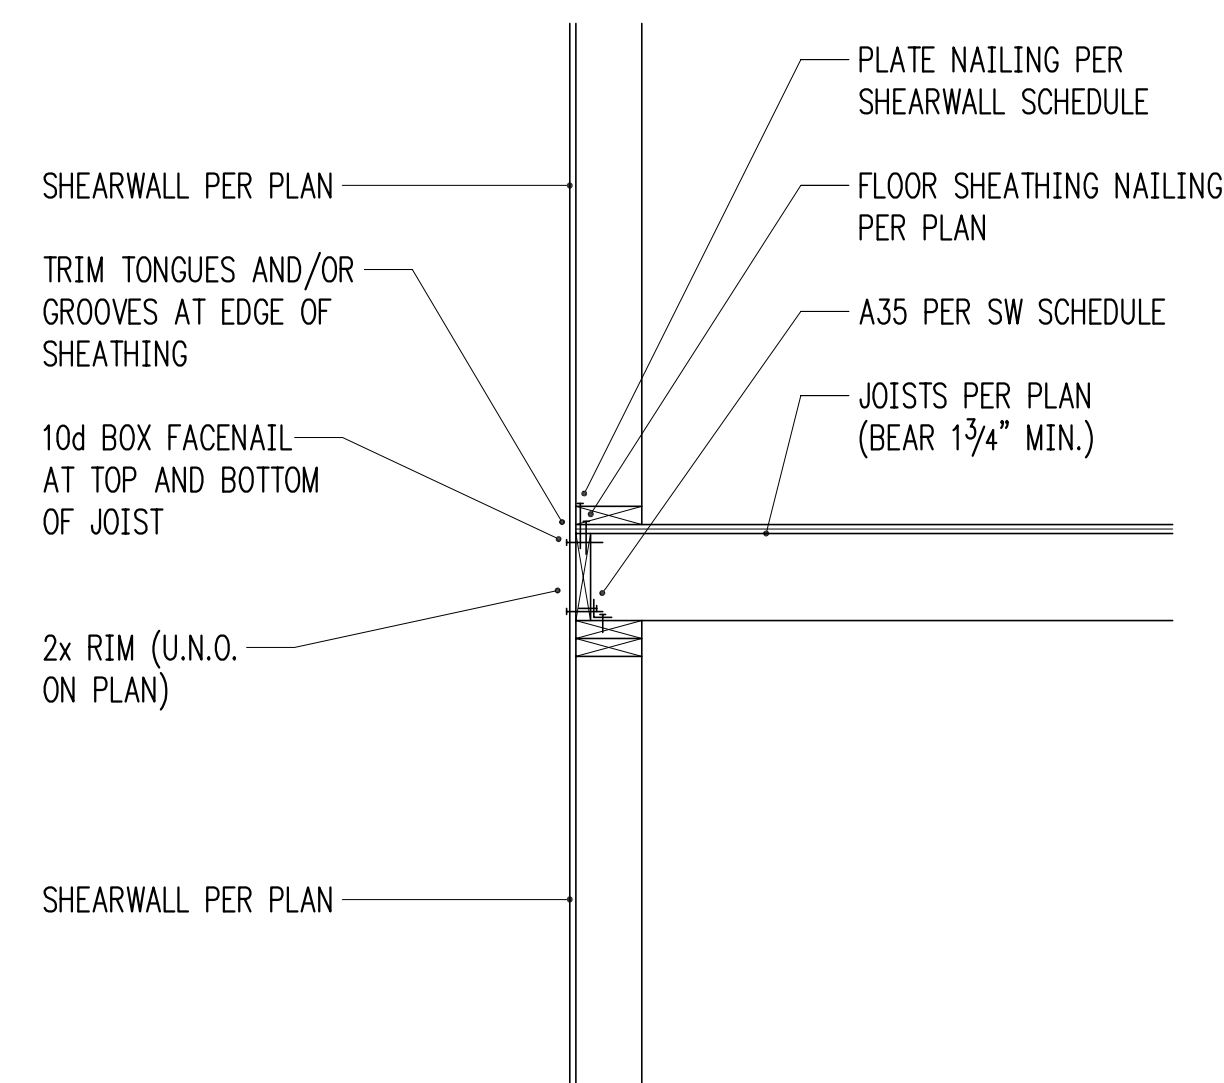 SHEARWALL PER PLAN
TRIM TONGUES AND/OR
GROOVES AT EDGE OF
SHEATHING
10d BOX FACENAIL
AT TOP AND BOTTOM
OF JOIST
2x RIM (U.N.O.
ON PLAN)
SHEARWALL PER PLAN
PLATE NAILING PER
SHEARWALL SCHEDULE
FLOOR SHEATHING NAILING
PER PLAN
A35 PER SW SCHEDULE
JOISTS PER PLAN
(BEAR 1 3/4” MIN.)